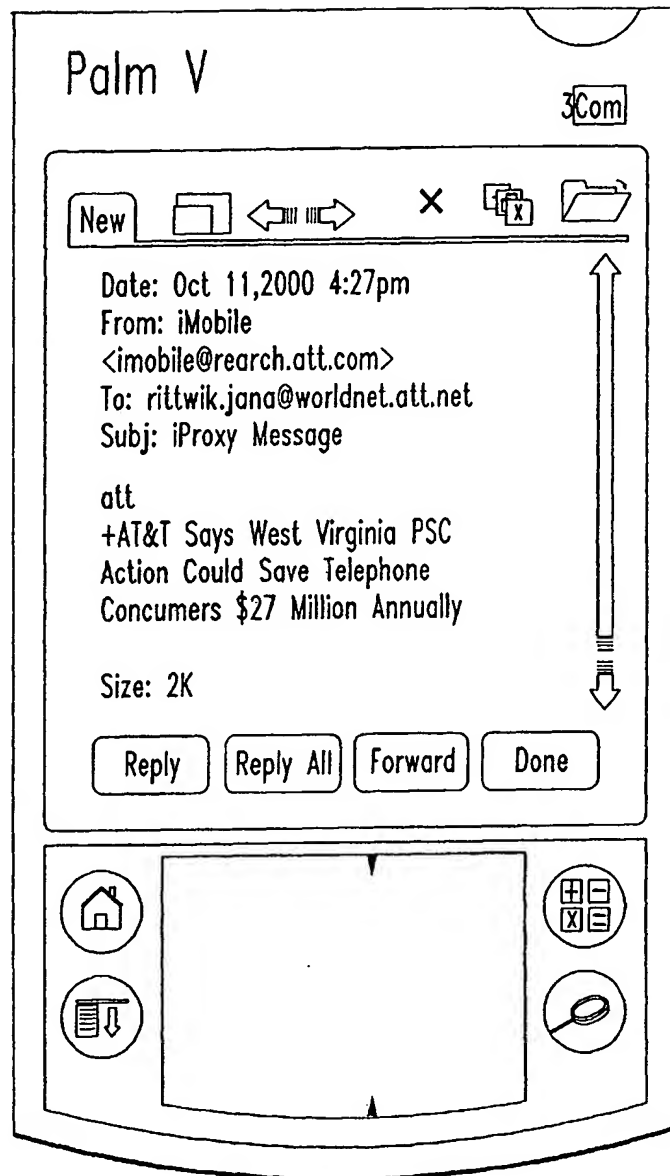 Palm V
3Com
New
Date: Oct 11,2000 4:27pm
From: iMobile
<imobile@rearch.att.com>
To: rittwik.jana@worldnet.att.net
Subj: iProxy Message
att
+AT&T Says West Virginia PSC
Action Could Save Telephone
Concumers $27 Million Annually
Size: 2K
Reply Reply All Forward Done